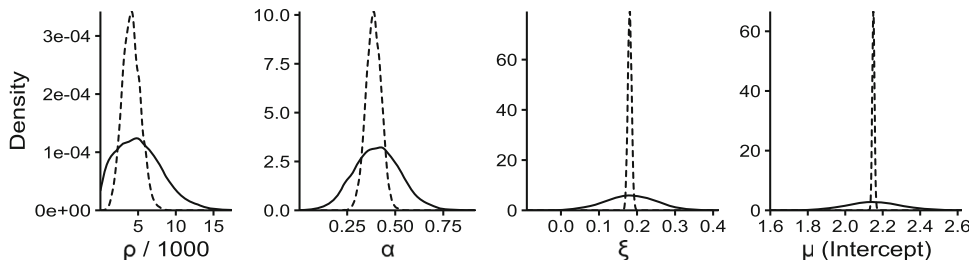 Density
3e-04
2e-04
1e-04
0e+00
5 10 15
ρ / 1000
10.0
7.5
5.0
2.5
0.0
0.25 0.50 0.75
α
80
60
40
20
0
0.0 0.1 0.2 0.3 0.4
ξ
60
40
20
0
1.6 1.8 2.0 2.2 2.4 2.6
μ (Intercept)